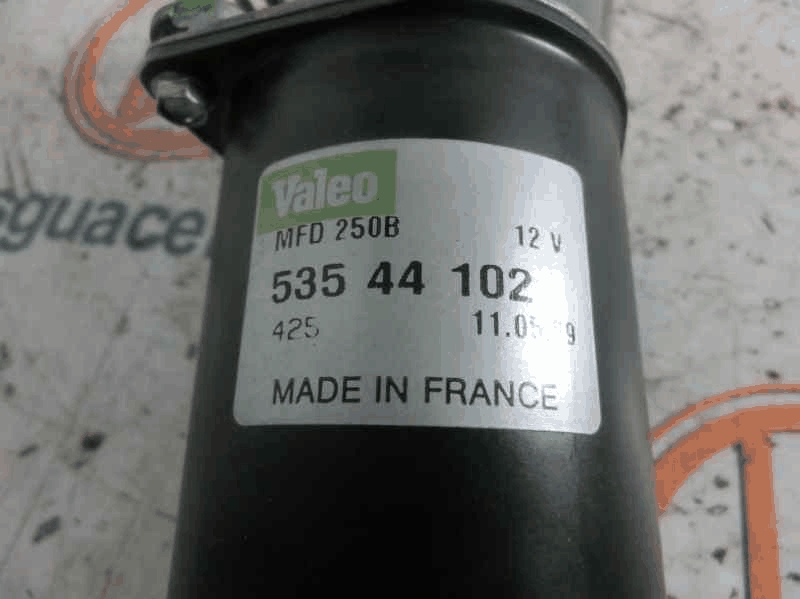 Valeo
MFD 250B 12 V
535 44 102
425
MADE IN FRANCE